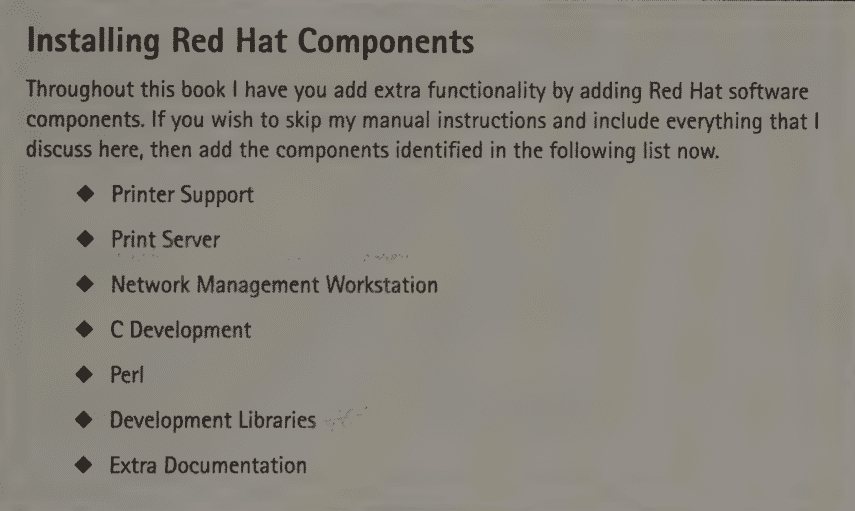 Installing Red Hat Components
Throughout this book I have you add extra functionality by adding Red Hat software
components. If you wish to skip my manual instructions and include everything that I
discuss here, then add the components identified in the following list now.
◆ Printer Support
◆ Print Server
◆ Network Management Workstation
◆ C Development
◆ Perl
◆ Development Libraries
◆ Extra Documentation